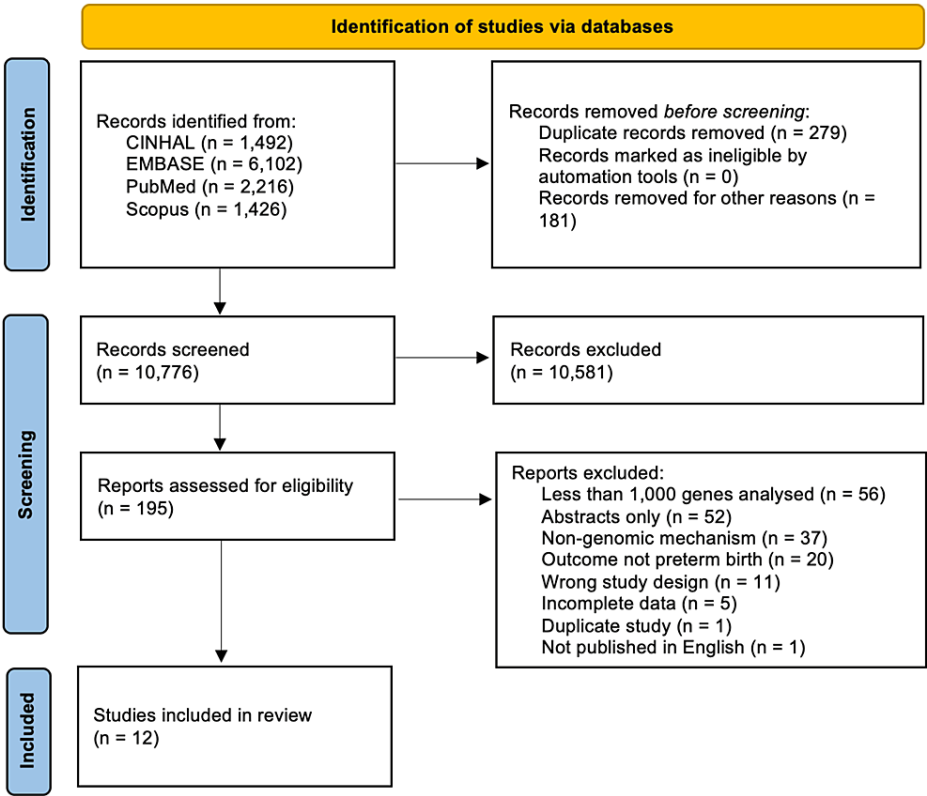 Identification of studies via databases
Identification
Records identified from:
CINHAL (n = 1,492)
EMBASE (n = 6,102)
PubMed (n = 2,216)
Scopus (n = 1,426)
Records removed before screening:
Duplicate records removed (n = 279)
Records marked as ineligible by
automation tools (n = 0)
Records removed for other reasons (n =
181)
Screening
Records screened
(n = 10,776)
Records excluded
(n = 10,581)
Reports assessed for eligibility
(n = 195)
Reports excluded:
Less than 1,000 genes analysed (n = 56)
Abstracts only (n = 52)
Non-genomic mechanism (n = 37)
Outcome not preterm birth (n = 20)
Wrong study design (n = 11)
Incomplete data (n = 5)
Duplicate study (n = 1)
Not published in English (n = 1)
Included
Studies included in review
(n = 12)